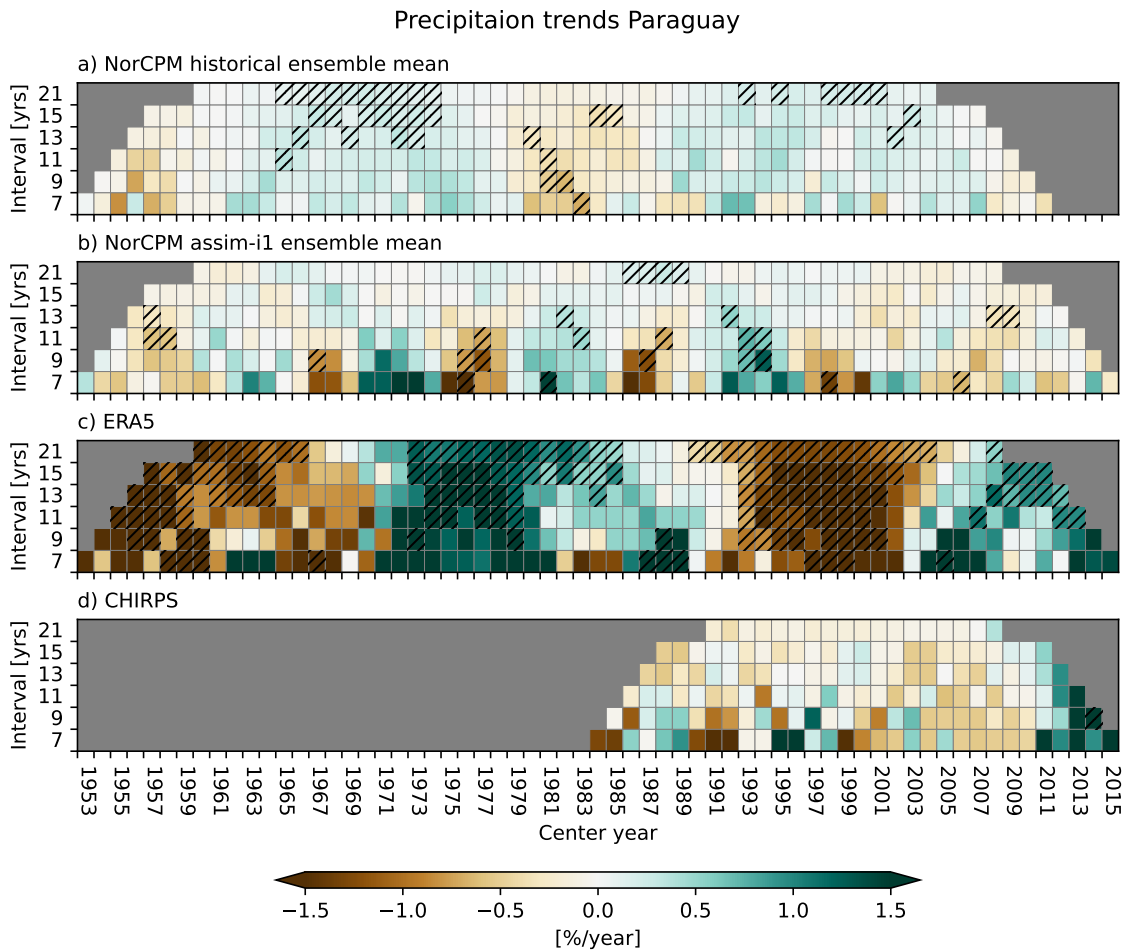 Precipitaion trends Paraguay
a) NorCPM historical ensemble mean
Interval [yrs]
21
15
13
11
9
7
b) NorCPM assim-i1 ensemble mean
Interval [yrs]
21
15
13
11
9
7
c) ERA5
Interval [yrs]
21
15
13
11
9
7
d) CHIRPS
Interval [yrs]
21
15
13
11
9
7
1953 1955 1957 1959 1961 1963 1965 1967 1969 1971 1973 1975 1977 1979 1981 1983 1985 1987 1989 1991 1993 1995 1997 1999 2001 2003 2005 2007 2009 2011 2013 2015
Center year
−1.5 −1.0 −0.5 0.0 0.5 1.0 1.5
[%/year]